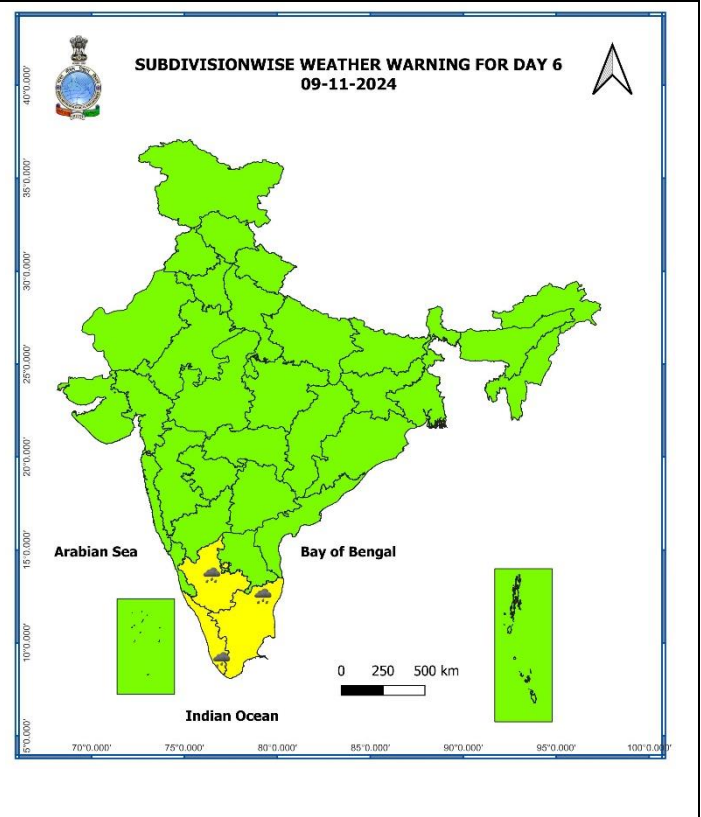 SUBDIVISIONWISE WEATHER WARNING FOR DAY 6
09-11-2024
40°0.000'
35°0.000'
30°0.000'
25°0.000'
20°0.000'
15°0.000'
10°0.000'
5°0.000'
Arabian Sea
Bay of Bengal
0 250 500 km
Indian Ocean
70°0.000' 75°0.000' 80°0.000' 85°0.000' 90°0.000' 95°0.000' 100°0.000'